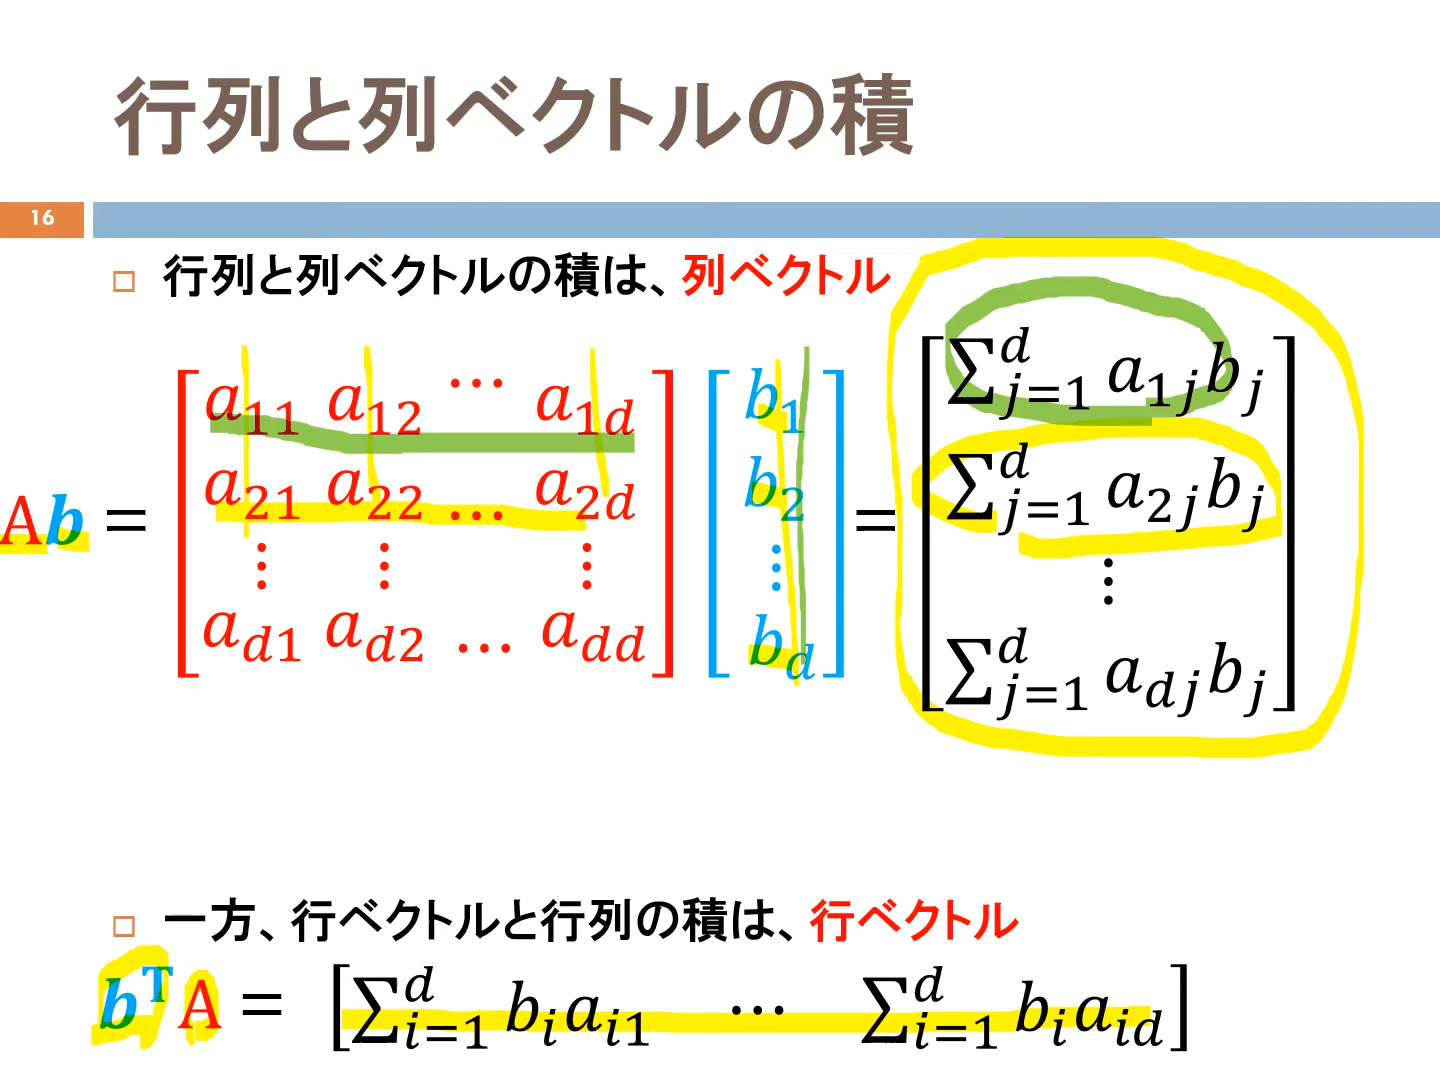 行列と列ベクトルの積
16
行列と列ベクトルの積は、列ベクトル
Ab = [a11 a12 ⋯ a1d
a21 a22 … a2d
⋮ ⋮ ⋮
ad1 ad2 … add] [b1
b2
⋮
bd] = [∑_{j=1}^{d} a1j bj
∑_{j=1}^{d} a2j bj
⋮
∑_{j=1}^{d} adj bj]
一方、行ベクトルと行列の積は、行ベクトル
b^T A = [∑_{i=1}^{d} bi ai1 ⋯ ∑_{i=1}^{d} bi aid]